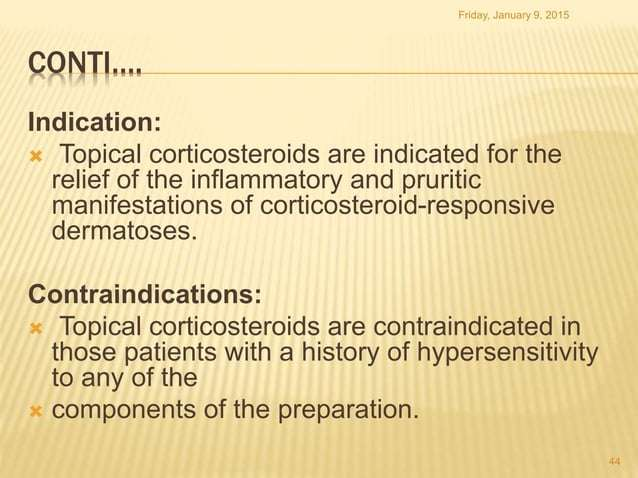 Friday, January 9, 2015
CONTI....
Indication:
Topical corticosteroids are indicated for the
relief of the inflammatory and pruritic
manifestations of corticosteroid-responsive
dermatoses.
Contraindications:
Topical corticosteroids are contraindicated in
those patients with a history of hypersensitivity
to any of the
components of the preparation.
44